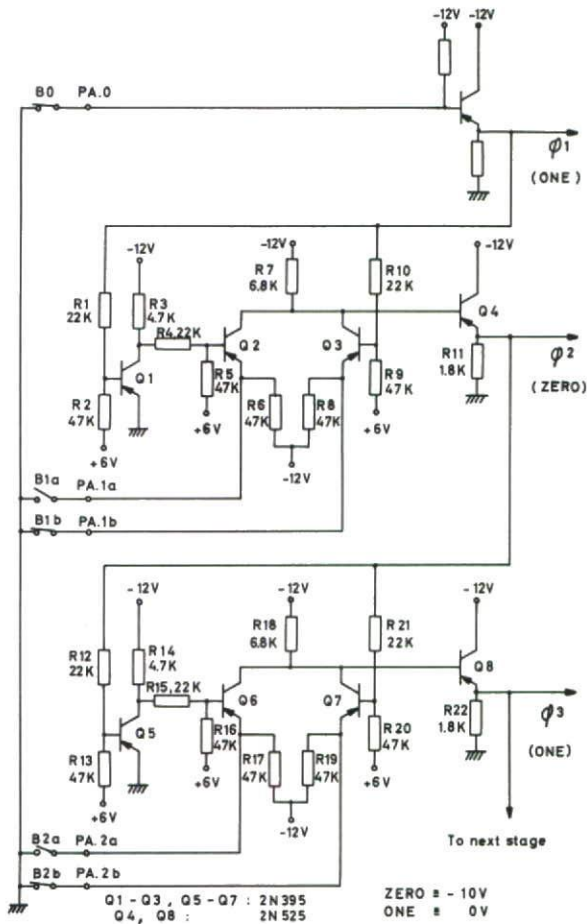 -12V -12V
B0 PA.0
φ1
(ONE)
-12V
-12V
-12V
R1
22K
R3
4.7K
R7
6.8K
R10
22K
Q4
R4,22K
Q2
Q3
R11
1.8K
φ2
(ZERO)
Q1
R5
47K
R9
47K
R2
47K
R6
47K
R8
47K
+6V
+6V
+6V
-12V
B1a PA.1a
B1b PA.1b
-12V
-12V
-12V
R12
22K
R14
4.7K
R18
6.8K
R21
22K
Q8
R15,22K
Q6
Q7
R22
1.8K
φ3
(ONE)
Q5
R16
47K
R20
47K
R13
47K
R17
47K
R19
47K
+6V
+6V
+6V
-12V
To next stage
B2a PA.2a
B2b PA.2b
Q1 - Q3 , Q5 - Q7 : 2N395
Q4, Q8 : 2N525
ZERO ≡ - 10V
ONE ≡ 0V